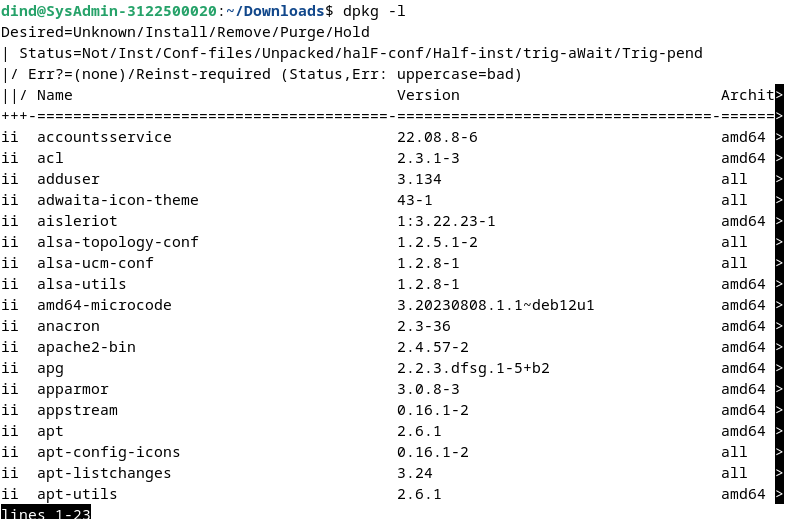 dind@SysAdmin-3122500020:~/Downloads$ dpkg -l
Desired=Unknown/Install/Remove/Purge/Hold
| Status=Not/Inst/Conf-files/Unpacked/halF-conf/Half-inst/trig-aWait/Trig-pend
|/ Err?=(none)/Reinst-required (Status,Err: uppercase=bad)
||/ Name                                    Version                             Archit>
+++-=======================================-===================================-======>
ii  accountsservice                         22.08.8-6                           amd64 >
ii  acl                                     2.3.1-3                             amd64 >
ii  adduser                                 3.134                               all   >
ii  adwaita-icon-theme                      43-1                                all   >
ii  aisleriot                               1:3.22.23-1                         amd64 >
ii  alsa-topology-conf                      1.2.5.1-2                           all   >
ii  alsa-ucm-conf                           1.2.8-1                             all   >
ii  alsa-utils                              1.2.8-1                             amd64 >
ii  amd64-microcode                         3.20230808.1.1~deb12u1              amd64 >
ii  anacron                                 2.3-36                              amd64 >
ii  apache2-bin                             2.4.57-2                            amd64 >
ii  apg                                     2.2.3.dfsg.1-5+b2                   amd64 >
ii  apparmor                                3.0.8-3                             amd64 >
ii  appstream                               0.16.1-2                            amd64 >
ii  apt                                     2.6.1                               amd64 >
ii  apt-config-icons                        0.16.1-2                            all   >
ii  apt-listchanges                         3.24                                all   >
ii  apt-utils                               2.6.1                               amd64 >
lines 1-23